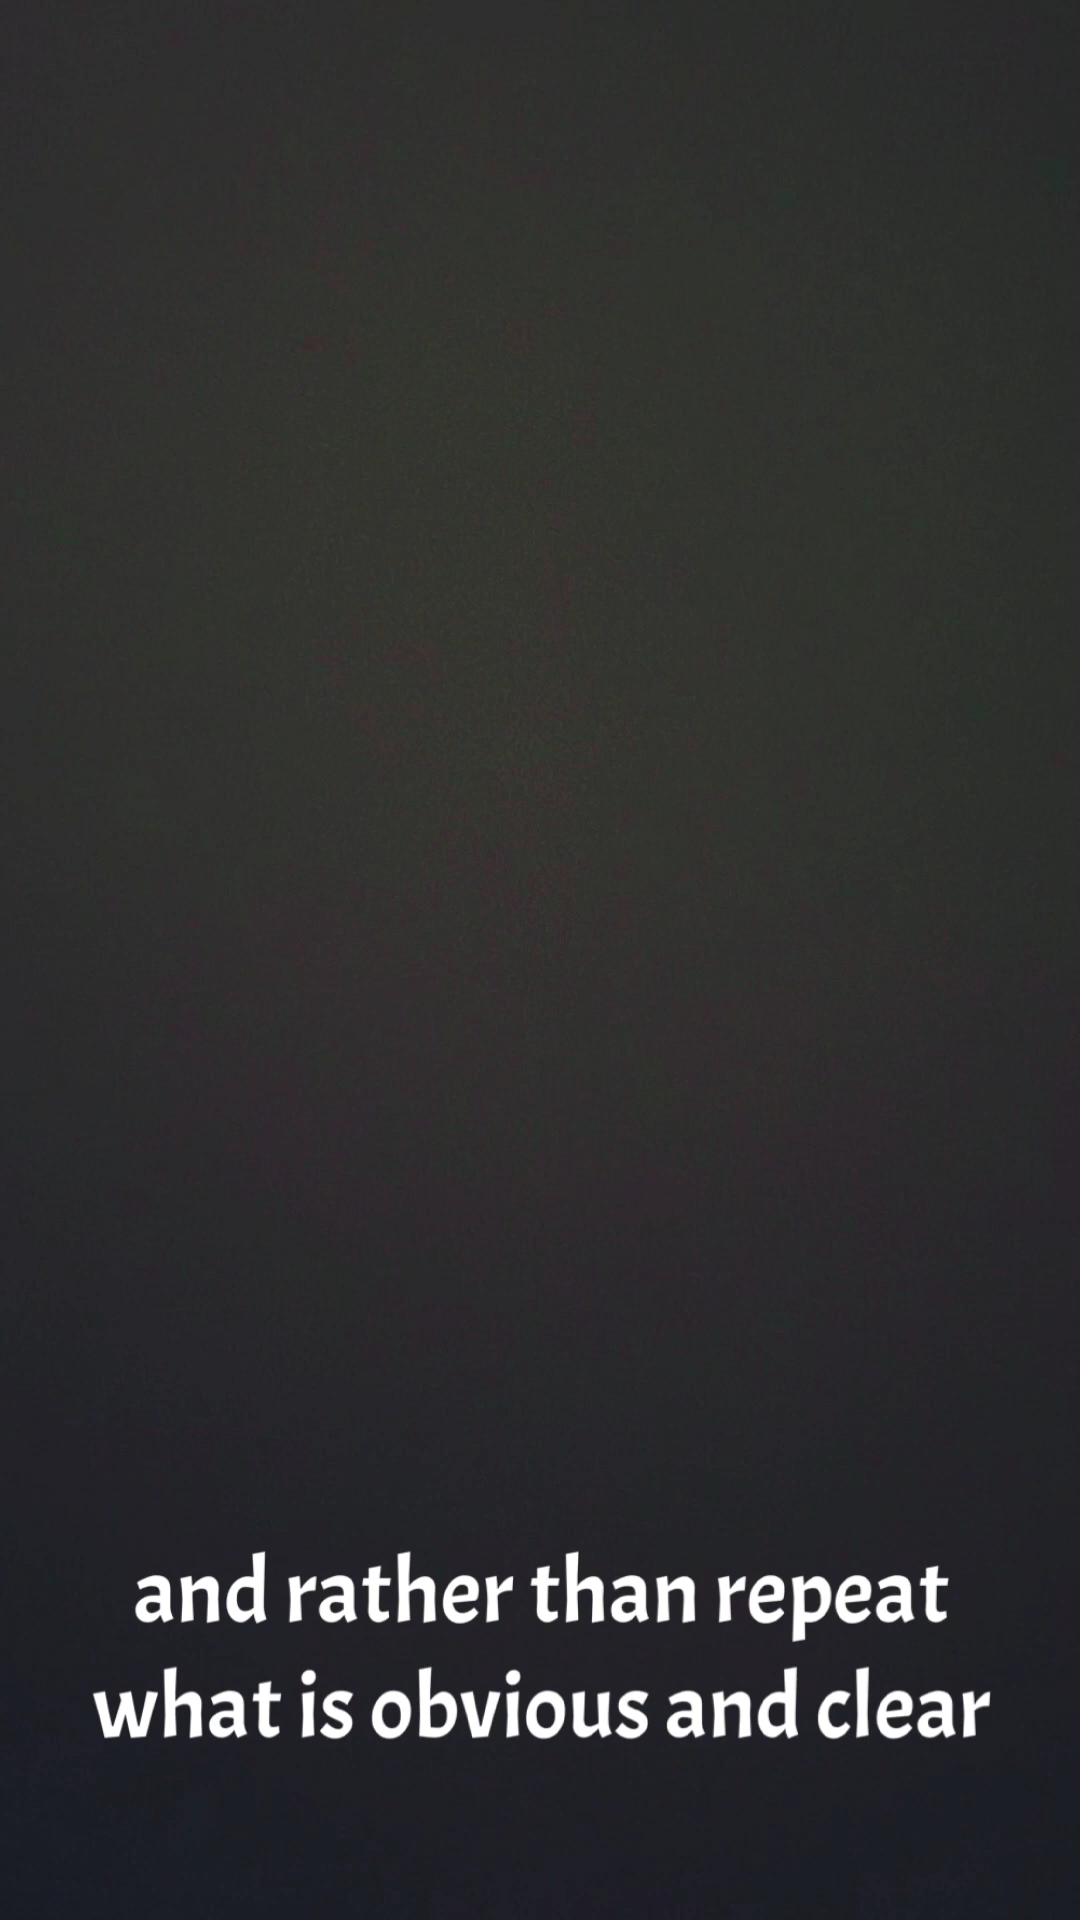 and rather than repeat
what is obvious and clear